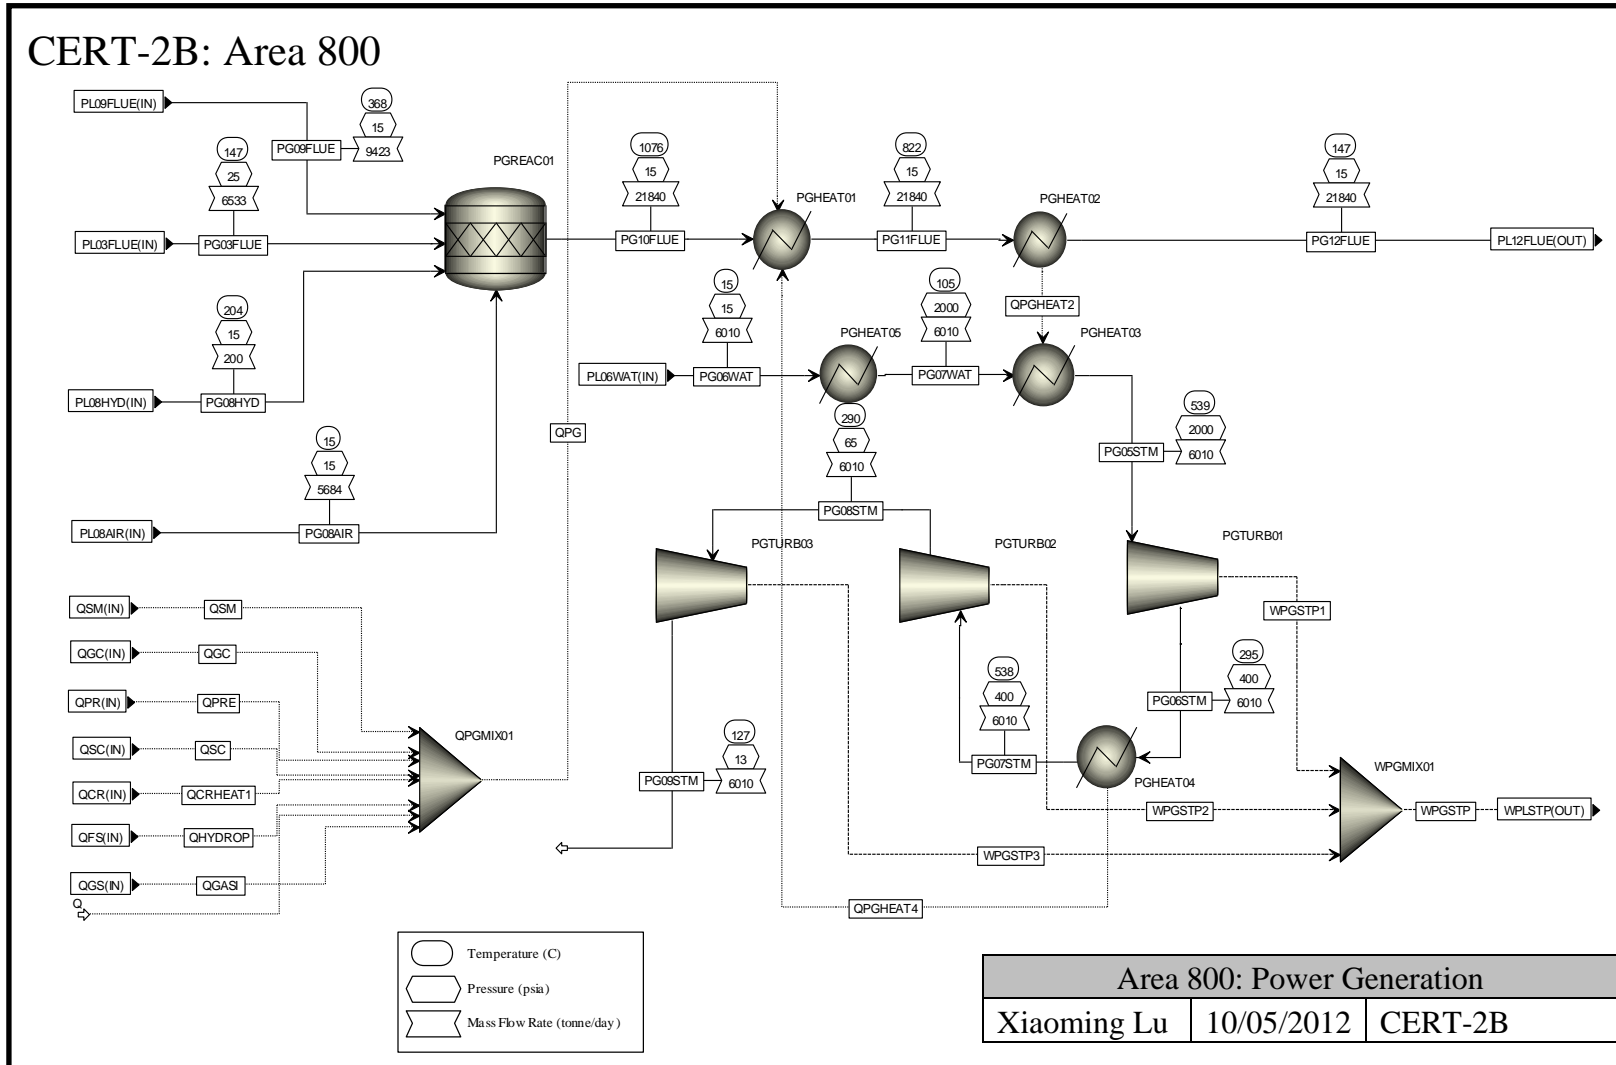 CERT-2B: Area 800
PL09FLUE(IN)
368
15
9423
PG09FLUE
147
25
6533
PL03FLUE(IN)
PG03FLUE
PGREAC01
1076
15
21840
PG10FLUE
PGHEAT01
822
15
21840
PG11FLUE
PGHEAT02
147
15
21840
PG12FLUE
PL12FLUE(OUT)
204
15
200
PL08HYD(IN)
PG08HYD
15
15
6010
PL06WAT(IN)
PG06WAT
PGHEAT05
105
2000
6010
PG07WAT
QPGHEAT2
PGHEAT03
539
2000
6010
PG05STM
15
15
5684
PL08AIR(IN)
PG08AIR
QPG
290
65
6010
PG08STM
PGTURB03
PGTURB02
PGTURB01
QSM(IN)
QSM
QGC(IN)
QGC
QPR(IN)
QPRE
QSC(IN)
QSC
QCR(IN)
QCRHEAT1
QFS(IN)
QHYDROP
QGS(IN)
QGASI
Q
QPGMIX01
127
13
6010
PG09STM
538
400
6010
PG07STM
PGHEAT04
295
400
6010
PG06STM
WPGSTP1
WPGMIX01
WPGSTP2
WPGSTP
WPLSTP(OUT)
WPGSTP3
QPGHEAT4
Temperature (C)
Pressure (psia)
Mass Flow Rate (tonne/day)
Area 800: Power Generation
Xiaoming Lu 10/05/2012 CERT-2B